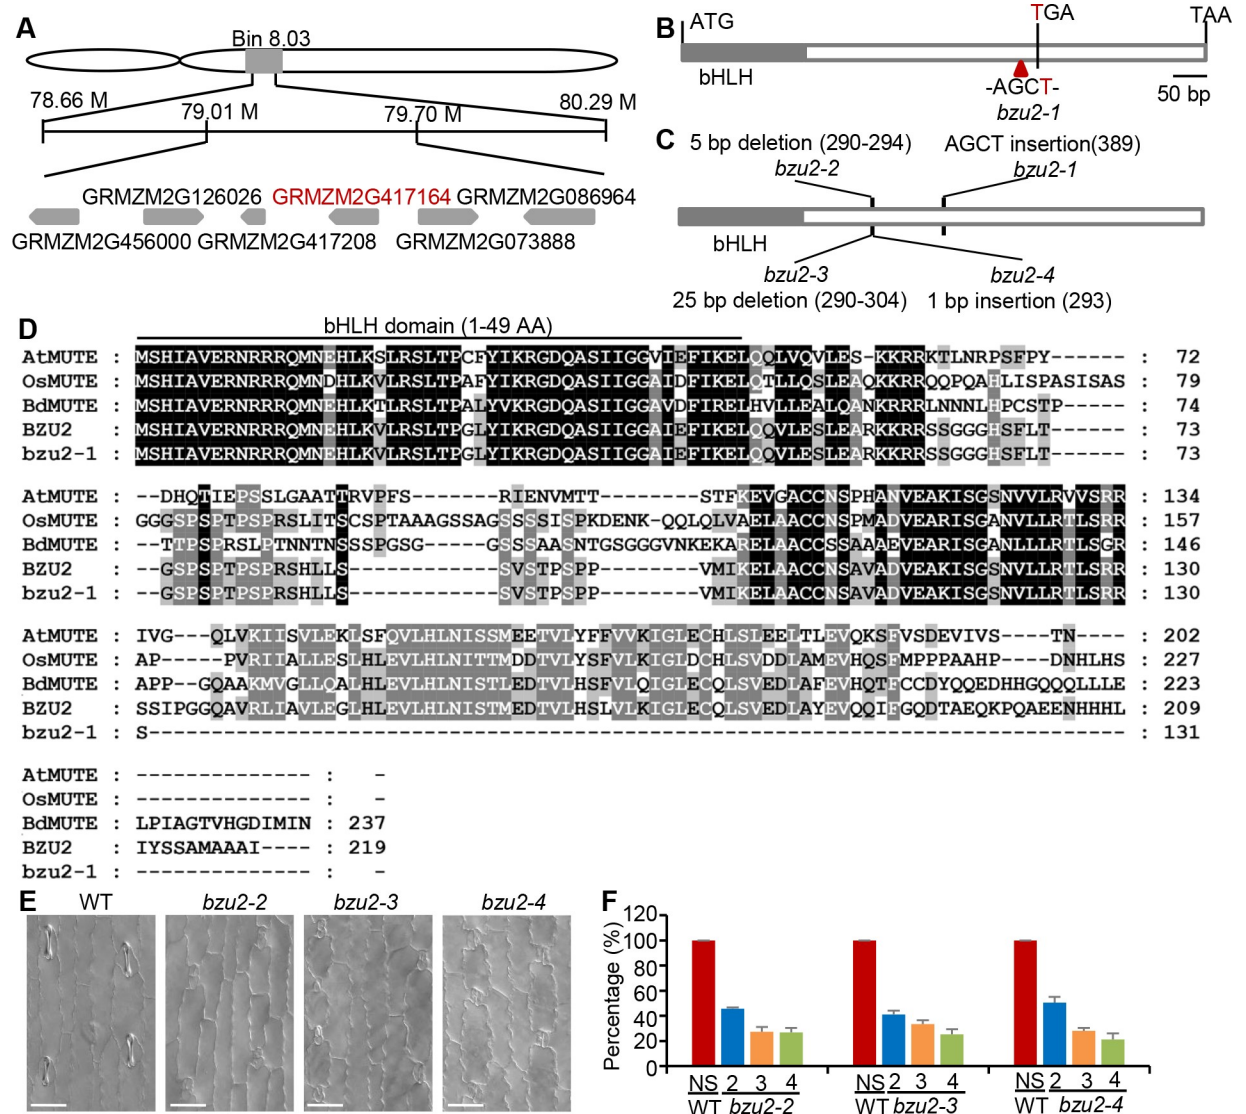 A
Bin 8.03
78.66 M
79.01 M
79.70 M
80.29 M
GRMZM2G126026 GRMZM2G417164 GRMZM2G086964
GRMZM2G456000 GRMZM2G417208 GRMZM2G073888
B
ATG
TGA
TAA
bHLH
-AGCT-
bzu2-1
50 bp
C
5 bp deletion (290-294)
AGCT insertion(389)
bzu2-2
bzu2-1
bHLH
bzu2-3
bzu2-4
25 bp deletion (290-304)
1 bp insertion (293)
D
bHLH domain (1-49 AA)
AtMUTE : MSHIAVERNRRRQMNEHLKSLRSLTPCFYIKRGDQASIIGGVIEFIKELQQLVQVLES-KKRRKTLNRPSFPY------ : 72
OsMUTE : MSHIAVERNRRRQMNDHLKVLRSLTPAFYIKRGDQASIIGGAIDFIKELQTLLQSLEAQKKRRQQPQAHLISPASISAS : 79
BdMUTE : MSHIAVERNRRRQMNEHLKTLRSLTPALYVKRGDQASIIGGAVDFIRELHVLLEALQANKRRRLNNNLHPCSTP----- : 74
BZU2 : MSHIAVERNRRRQMNEHLKVLRSLTPGLYIKRGDQASIIGGAIEFIKELQQVLESLEARKKRRSSGGGHSFLT------ : 73
bzu2-1 : MSHIAVERNRRRQMNEHLKVLRSLTPGLYIKRGDQASIIGGAIEFIKELQQVLESLEARKKRRSSGGGHSFLT------ : 73
AtMUTE : --DHQTIEPSSLGAATTRVPFS-------RIENVMTT--------STFKEVGACCNSPHANVEAKISGSNVVLRVVSRR : 134
OsMUTE : GGGSPSPTPSPRSLITSCSPTAAAGSSAGSSSSISPKDENK-QQLQLVAELAACCNSPMADVEARISGANVLLRTLSRR : 157
BdMUTE : --TTPSPRSLPTNNTNSSSPGSG------GSSSAASNTGSGGGVNKEKARELAACCNSSAAAEVEARISGANLLLRTLSGR : 146
BZU2 : --GSPSPTPSPRSHLLS------------SVSTPSPP--------VMIKELAACCNSAVADVEARISGSNVLLRTLSRR : 130
bzu2-1 : --GSPSPTPSPRSHLLS------------SVSTPSPP--------VMIKELAACCNSAVADVEARISGSNVLLRTLSRR : 130
AtMUTE : IVG---QLVKIISVLEKLSFQVLHLNISSMEETVLYFFVVKIGLECHLSLEELTLEVQKSFVSDEVIVS----TN---- : 202
OsMUTE : AP----PVRIIALLESLHLEVLHLNITTMDDTVLYSFVLKIGLDCHLSVDDLAMEVHQSFMPPPAAHP----DNHLHS : 227
BdMUTE : APP--GQAAKMVGLLQALHLEVLHLNISTLEDTVLHSFVLQIGLECQLSVEDLAFEVHQTFCCDYQQEDHHGQQQLLLE : 223
BZU2 : SSIPGGQAVRLIAVLEGLHLEVLHLNISTMEDTVLHSLVLKIGLECQLSVEDLAYEVQQIFGQDTAEQKPQAEENHHHL : 209
bzu2-1 : S------------------------------------------------------------------------------ : 131
AtMUTE : -------------- : -
OsMUTE : -------------- : -
BdMUTE : LPIAGTVHGDIMIN : 237
BZU2 : IYSSAMAAAI---- : 219
bzu2-1 : -------------- : -
E
WT
bzu2-2
bzu2-3
bzu2-4
F
Percentage (%)
120
100
80
60
40
20
0
NS 2 3 4 NS 2 3 4 NS 2 3 4
WT bzu2-2 WT bzu2-3 WT bzu2-4